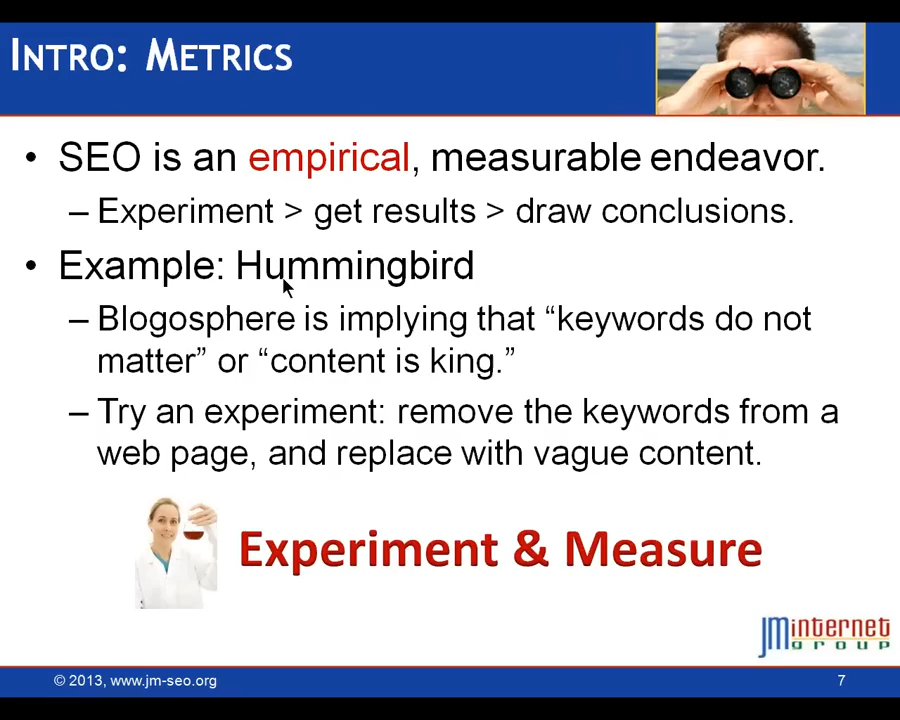 INTRO: METRICS
• SEO is an empirical, measurable endeavor.
– Experiment > get results > draw conclusions.
• Example: Hummingbird
– Blogosphere is implying that “keywords do not
matter” or “content is king.”
– Try an experiment: remove the keywords from a
web page, and replace with vague content.
Experiment & Measure
JMinternet
GROUP
© 2013, www.jm-seo.org
7